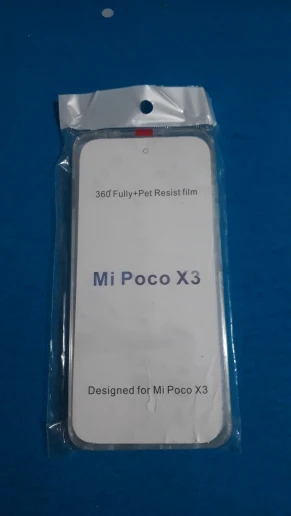 360°Fully+Pet Resist film
Mi Poco X3
Designed for Mi Poco X3